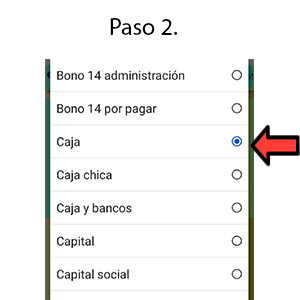 Paso 2.
Bono 14 administración
Bono 14 por pagar
Caja
Caja chica
Caja y bancos
Capital
Capital social